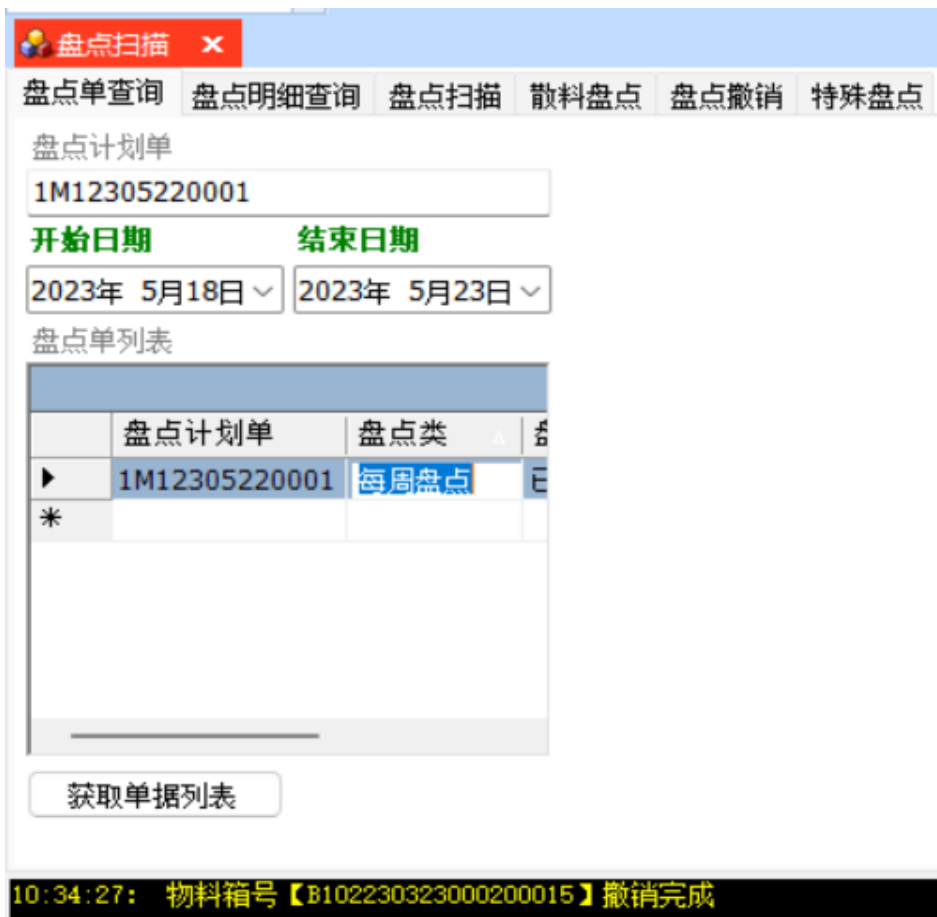 盘点扫描 ×
盘点单查询 盘点明细查询 盘点扫描 散料盘点 盘点撤销 特殊盘点
盘点计划单
1M12305220001
开始日期 结束日期
2023年 5月18日 2023年 5月23日
盘点单列表
盘点计划单 盘点类
1M12305220001 每周盘点
*
获取单据列表
10:34:27: 物料箱号【B102230323000200015】撤销完成